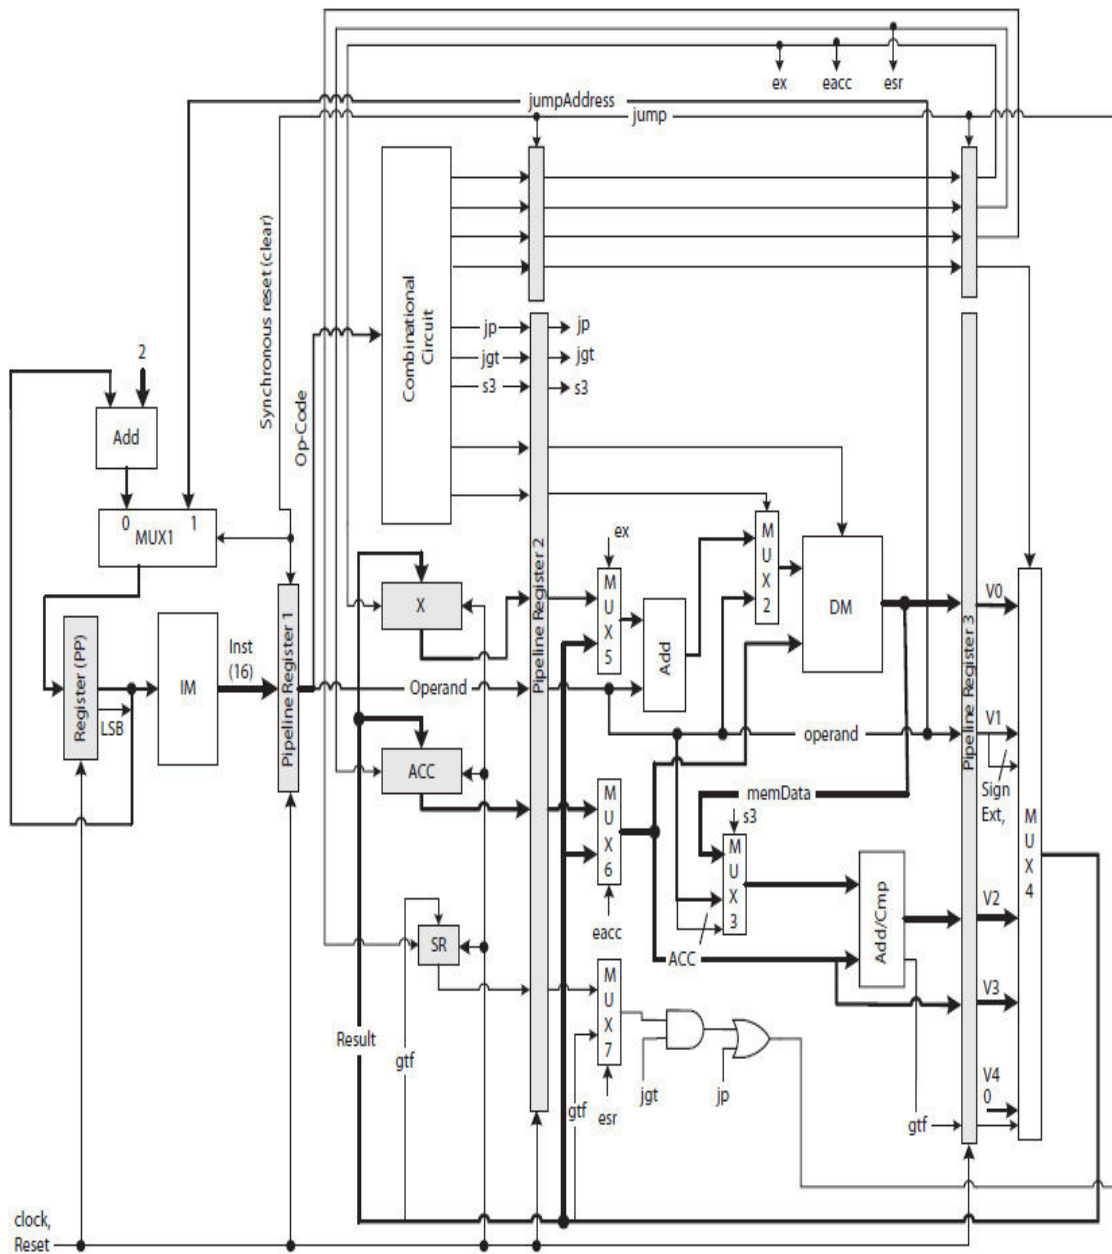 ex
eacc
esr
jumpAddress
jump
Synchronous reset (clear)
Op-Code
Combinational
Circuit
jp
jgt
s3
jp
jgt
s3
2
Add
0
1
MUX1
Register (PP)
LSB
IM
Inst
(16)
Pipeline Register 1
X
Operand
ACC
SR
Result
gtf
Pipeline Register 2
ex
MUX5
Add
MUX2
DM
operand
memData
s3
MUX6
eacc
MUX3
ACC
Add/Cmp
MUX7
gtf
esr
jgt
jp
gtf
Pipeline Register 3
V0
V1
Sign
Ext,
V2
V3
V4
0
MUX4
clock,
Reset